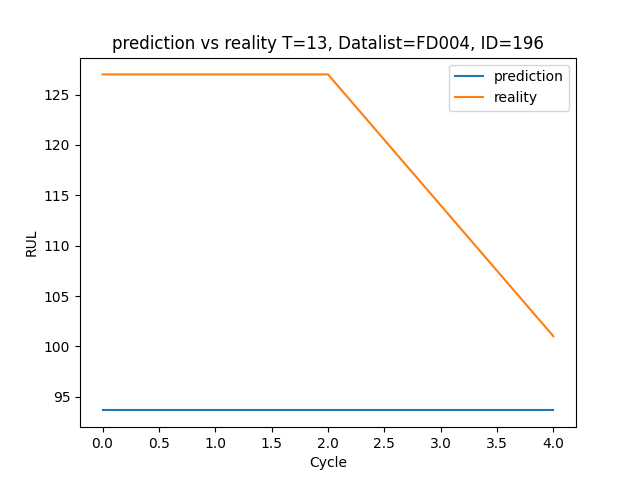 prediction vs reality T=13, Datalist=FD004, ID=196
prediction
reality
RUL
125
120
115
110
105
100
95
0.0 0.5 1.0 1.5 2.0 2.5 3.0 3.5 4.0
Cycle